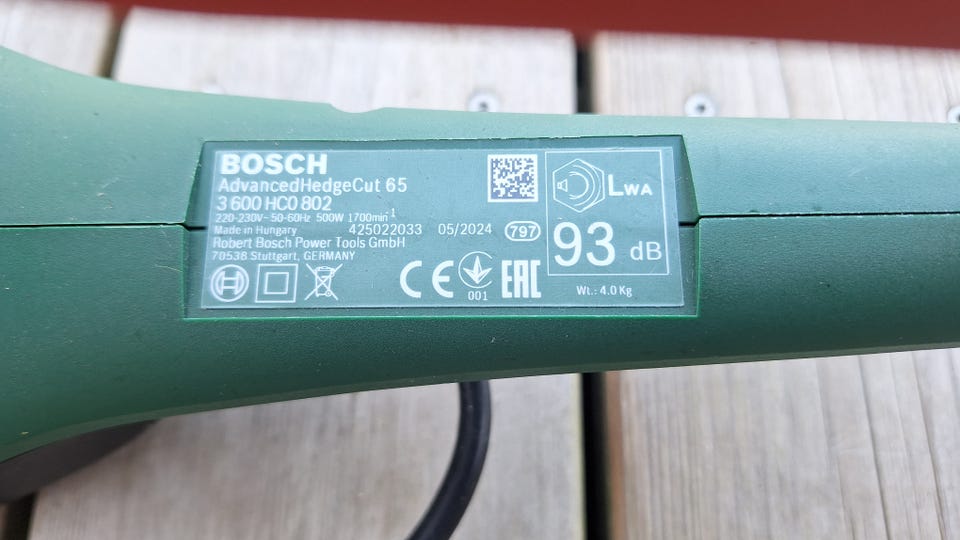 BOSCH
AdvancedHedgeCut 65
3 600 HC0 802
220-230V~ 50-60Hz 500W 1700min-1
Made in Hungary 425022033 05/2024 797
Robert Bosch Power Tools GmbH
70538 Stuttgart, GERMANY
CE 001 EAC
LWA
93 dB
Wt.: 4.0 Kg